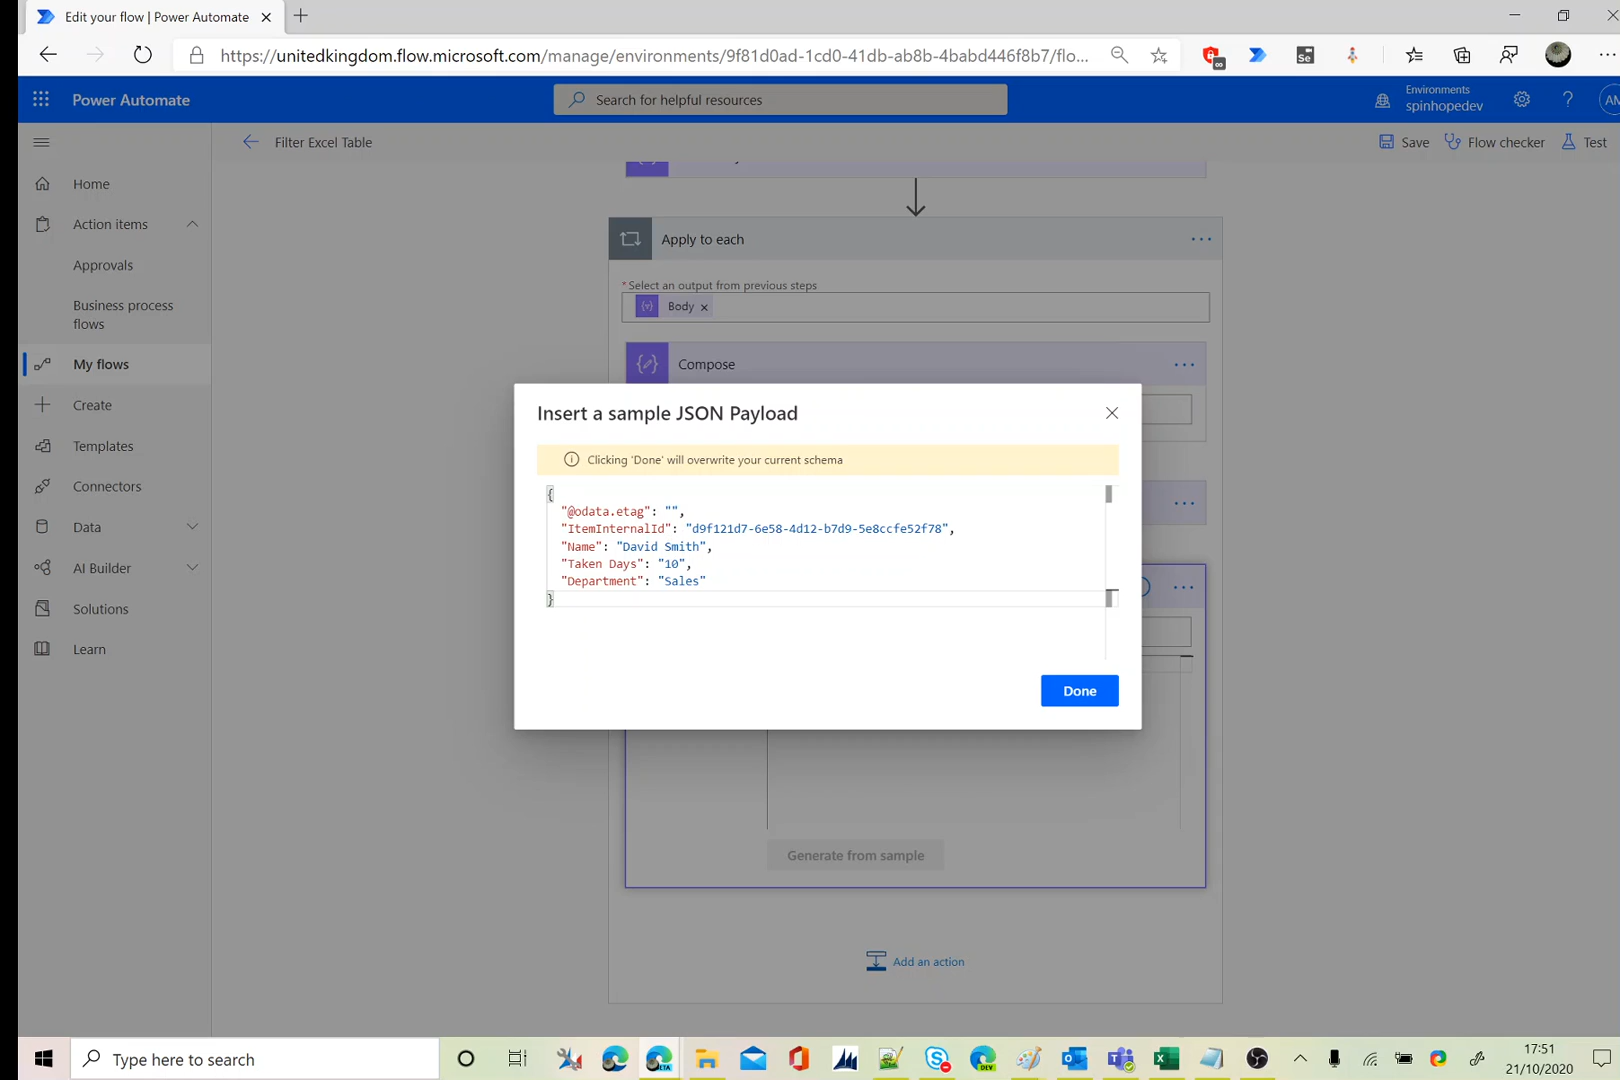 Edit your flow | Power Automate
https://unitedkingdom.flow.microsoft.com/manage/environments/9f81d0ad-1cd0-41db-ab8b-4babd446f8b7/flo...
Power Automate
Search for helpful resources
Environments
spinhopedev
?
AM
Filter Excel Table
Save
Flow checker
Test
Home
Action items
Approvals
Business process
flows
My flows
Create
Templates
Connectors
Data
AI Builder
Solutions
Learn
Apply to each
* Select an output from previous steps
Body
Compose
Insert a sample JSON Payload
Clicking 'Done' will overwrite your current schema
{
"@odata.etag": "",
"ItemInternalId": "d9f121d7-6e58-4d12-b7d9-5e8ccfe52f78",
"Name": "David Smith",
"Taken Days": "10",
"Department": "Sales"
}
Done
Generate from sample
Add an action
Type here to search
BETA
DEV
17:51
21/10/2020